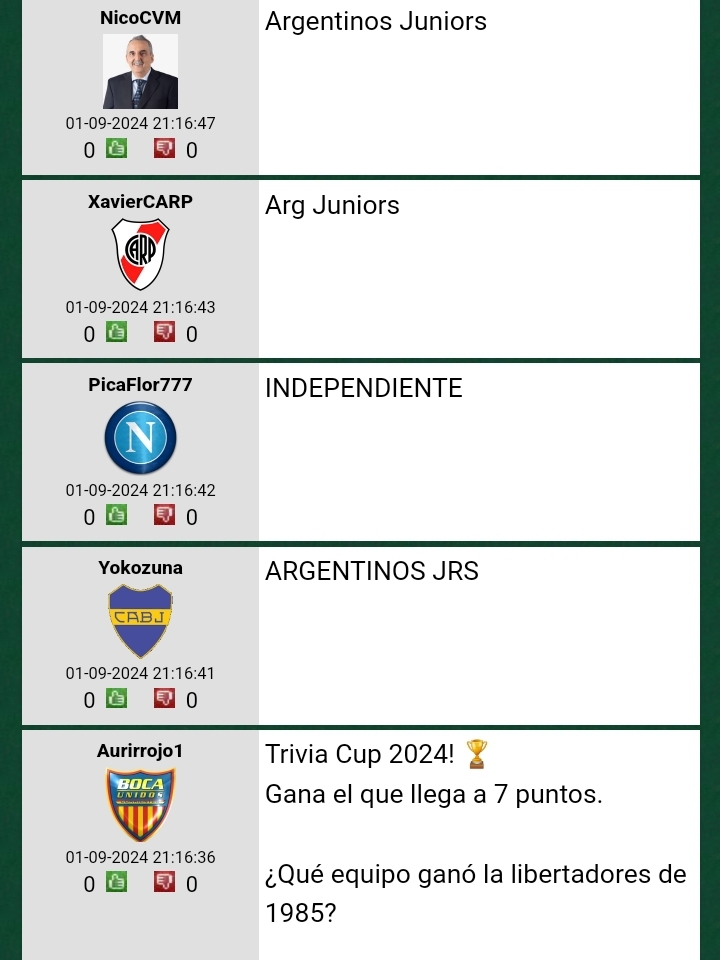 NicoCVM
Argentinos Juniors
01-09-2024 21:16:47
0 0
XavierCARP
Arg Juniors
CARP
01-09-2024 21:16:43
0 0
PicaFlor777
INDEPENDIENTE
N
01-09-2024 21:16:42
0 0
Yokozuna
ARGENTINOS JRS
CABJ
01-09-2024 21:16:41
0 0
Aurirrojo1
Trivia Cup 2024! 🏆
Gana el que llega a 7 puntos.
BOCA
UNIDOS
01-09-2024 21:16:36
0 0
¿Qué equipo ganó la libertadores de
1985?